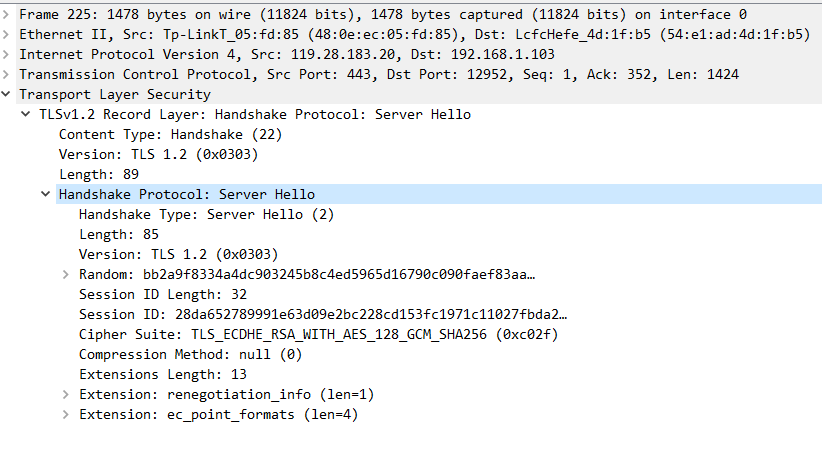 Frame 225: 1478 bytes on wire (11824 bits), 1478 bytes captured (11824 bits) on interface 0
Ethernet II, Src: Tp-LinkT_05:fd:85 (48:0e:ec:05:fd:85), Dst: LcfcHefe_4d:1f:b5 (54:e1:ad:4d:1f:b5)
Internet Protocol Version 4, Src: 119.28.183.20, Dst: 192.168.1.103
Transmission Control Protocol, Src Port: 443, Dst Port: 12952, Seq: 1, Ack: 352, Len: 1424
Transport Layer Security
TLSv1.2 Record Layer: Handshake Protocol: Server Hello
Content Type: Handshake (22)
Version: TLS 1.2 (0x0303)
Length: 89
Handshake Protocol: Server Hello
Handshake Type: Server Hello (2)
Length: 85
Version: TLS 1.2 (0x0303)
Random: bb2a9f8334a4dc903245b8c4ed5965d16790c090faef83aa…
Session ID Length: 32
Session ID: 28da652789991e63d09e2bc228cd153fc1971c11027fbda2…
Cipher Suite: TLS_ECDHE_RSA_WITH_AES_128_GCM_SHA256 (0xc02f)
Compression Method: null (0)
Extensions Length: 13
Extension: renegotiation_info (len=1)
Extension: ec_point_formats (len=4)